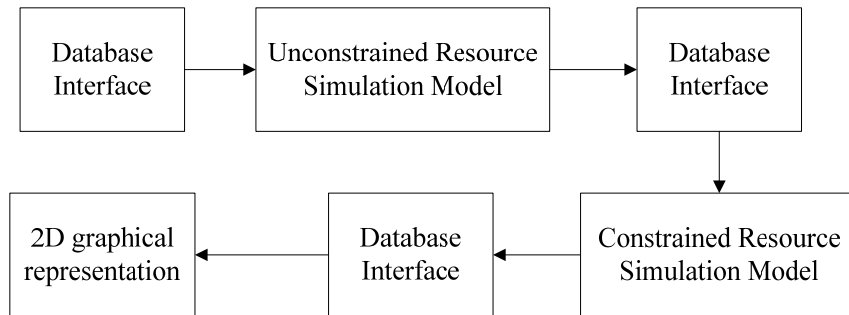 Database
Interface
Unconstrained Resource
Simulation Model
Database
Interface
2D graphical
representation
Database
Interface
Constrained Resource
Simulation Model